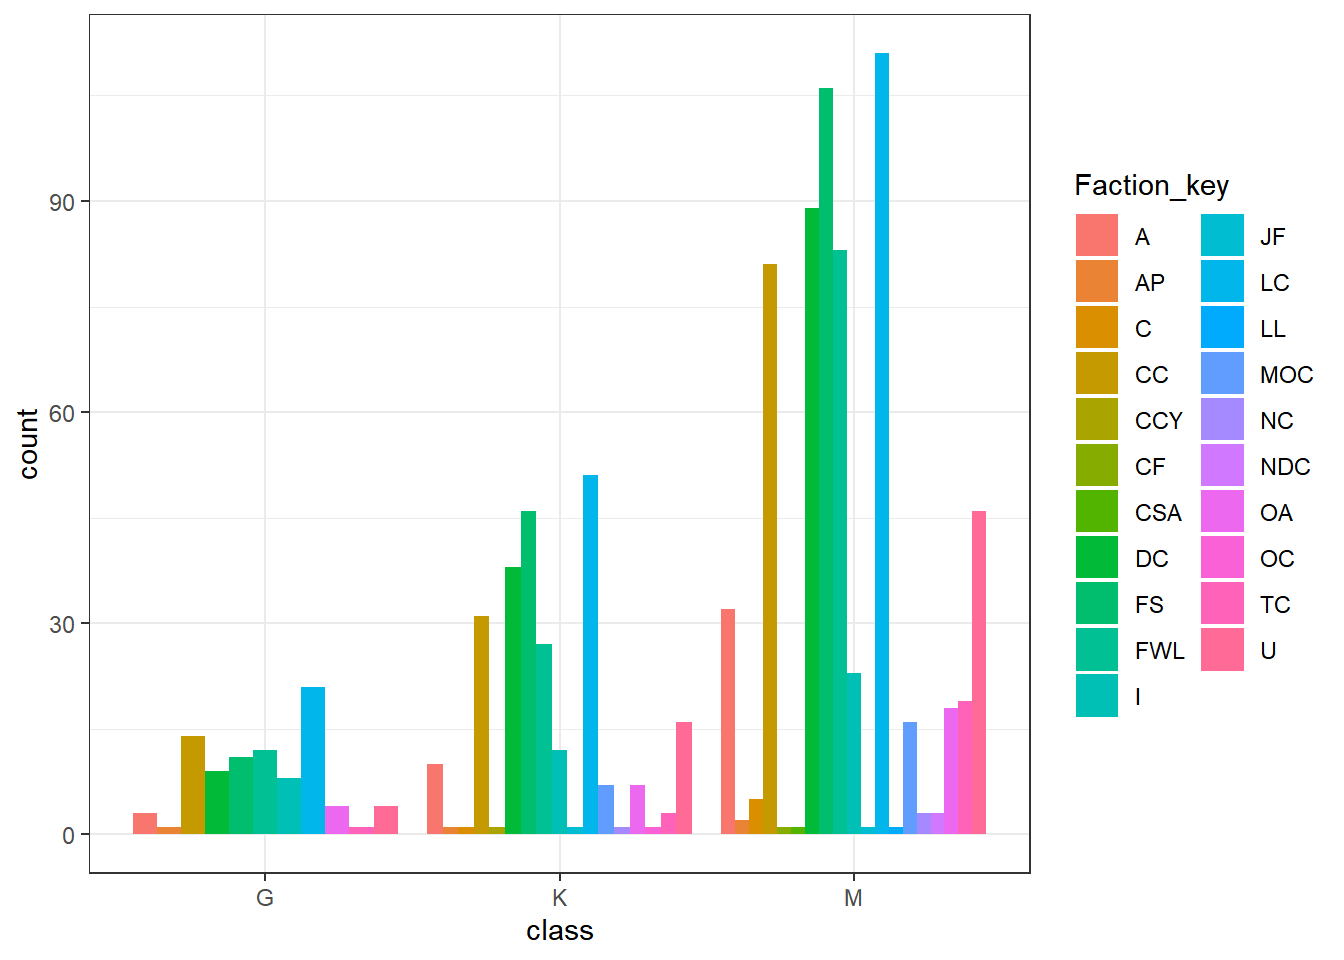 90
60
30
0
count
G K M
class
Faction_key
A JF
AP LC
C LL
CC MOC
CCY NC
CF NDC
CSA OA
DC OC
FS TC
FWL U
I